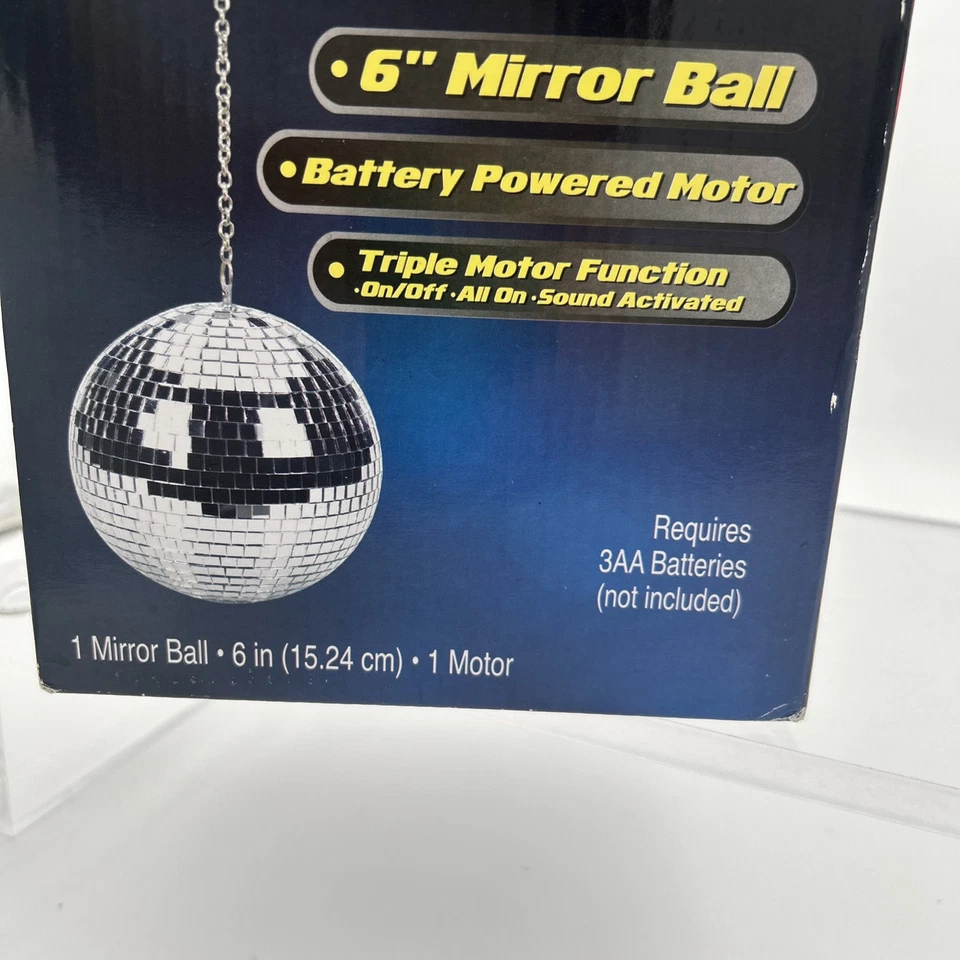 • 6" Mirror Ball
• Battery Powered Motor
• Triple Motor Function
•On/Off •All On •Sound Activated
Requires
3AA Batteries
(not included)
1 Mirror Ball • 6 in (15.24 cm) • 1 Motor